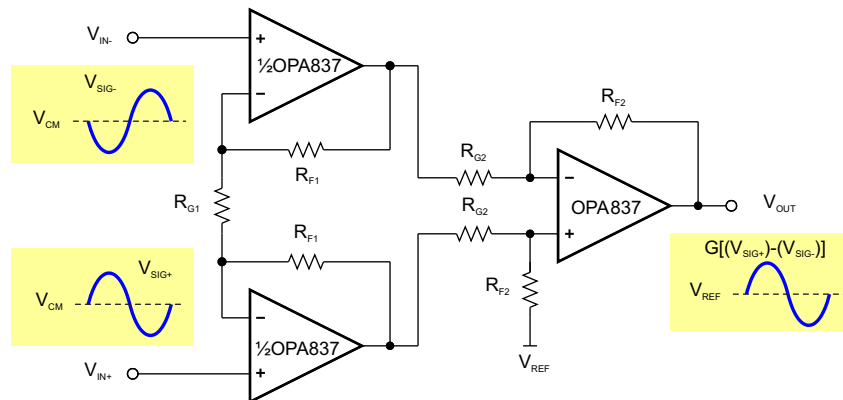 V_IN-
+
½OPA837
−
V_SIG-
V_CM
R_F1
R_G1
R_F2
R_G2
−
OPA837
+
V_OUT
R_G2
R_F1
R_F2
V_REF
G[(V_SIG+)-(V_SIG-)]
V_REF
V_SIG+
V_CM
−
½OPA837
+
V_IN+